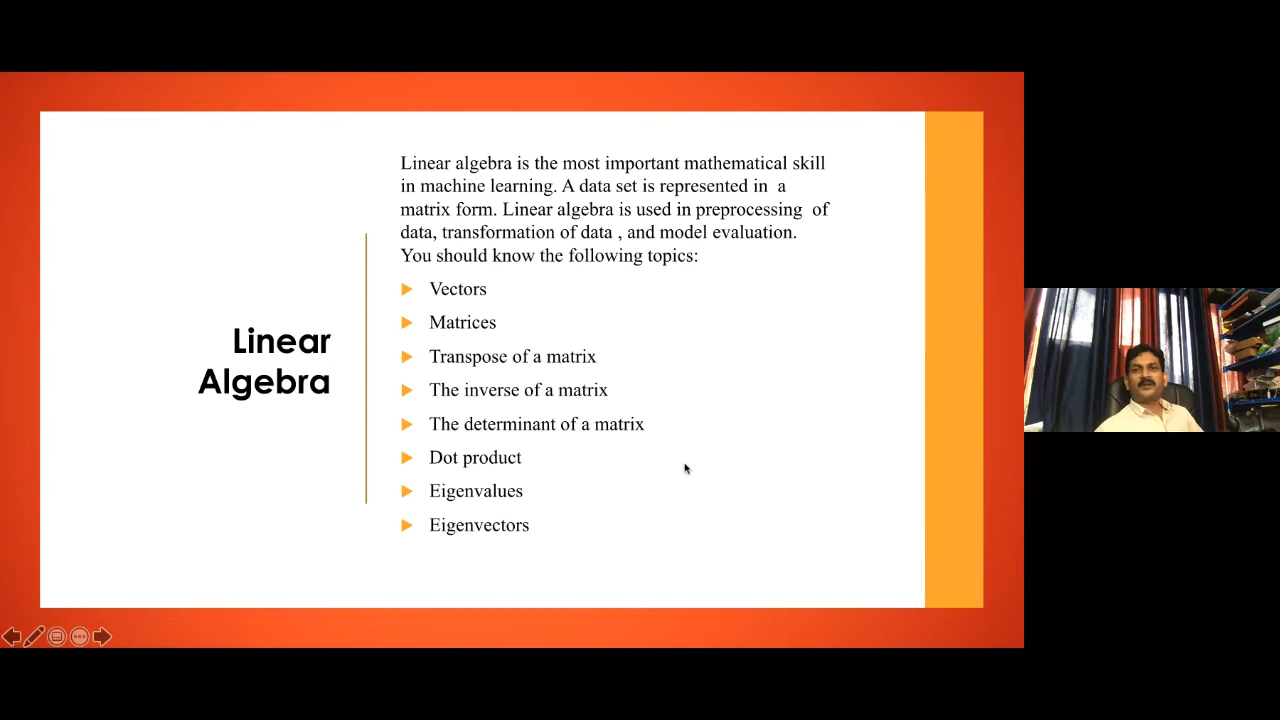 Linear
Algebra
Linear algebra is the most important mathematical skill
in machine learning. A data set is represented in a
matrix form. Linear algebra is used in preprocessing of
data, transformation of data , and model evaluation.
You should know the following topics:
Vectors
Matrices
Transpose of a matrix
The inverse of a matrix
The determinant of a matrix
Dot product
Eigenvalues
Eigenvectors